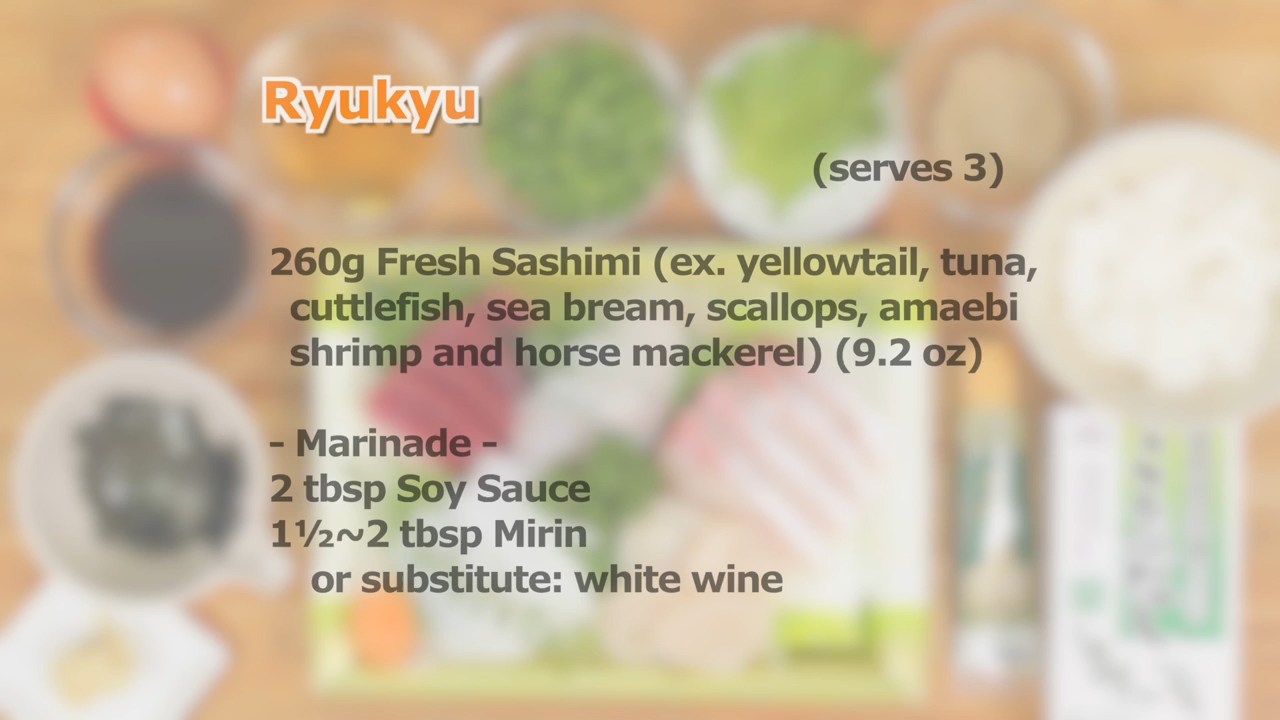 Ryukyu
(serves 3)
260g Fresh Sashimi (ex. yellowtail, tuna,
cuttlefish, sea bream, scallops, amaebi
shrimp and horse mackerel) (9.2 oz)
- Marinade -
2 tbsp Soy Sauce
1½~2 tbsp Mirin
or substitute: white wine